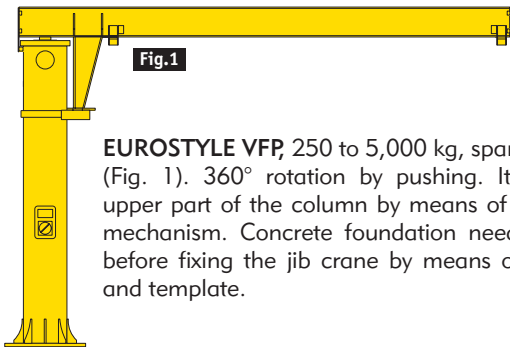 Fig.1
EUROSTYLE VFP, 250 to 5,000 kg, span
(Fig. 1). 360° rotation by pushing. It
upper part of the column by means of
mechanism. Concrete foundation need
before fixing the jib crane by means o
and template.